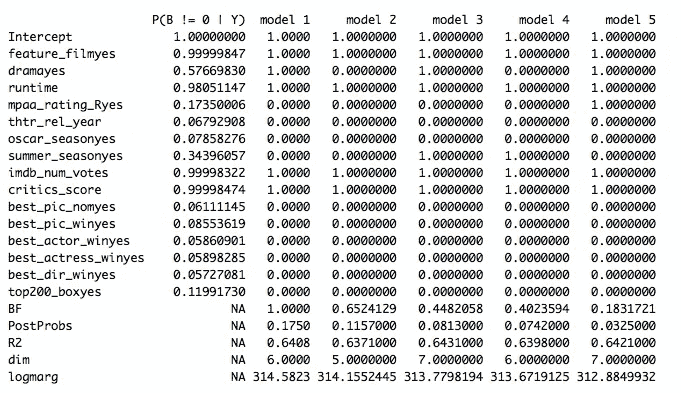 P(B != 0 | Y) model 1 model 2 model 3 model 4 model 5
Intercept 1.00000000 1.0000 1.0000000 1.0000000 1.0000000 1.0000000
feature_filmyes 0.99999847 1.0000 1.0000000 1.0000000 1.0000000 1.0000000
dramayes 0.57669830 1.0000 0.0000000 1.0000000 0.0000000 1.0000000
runtime 0.98051147 1.0000 1.0000000 1.0000000 1.0000000 1.0000000
mpaa_rating_Ryes 0.17350006 0.0000 0.0000000 0.0000000 0.0000000 1.0000000
thtr_rel_year 0.06792908 0.0000 0.0000000 0.0000000 0.0000000 0.0000000
oscar_seasonyes 0.07858276 0.0000 0.0000000 0.0000000 0.0000000 0.0000000
summer_seasonyes 0.34396057 0.0000 0.0000000 1.0000000 1.0000000 0.0000000
imdb_num_votes 0.99998322 1.0000 1.0000000 1.0000000 1.0000000 1.0000000
critics_score 0.99998474 1.0000 1.0000000 1.0000000 1.0000000 1.0000000
best_pic_nomyes 0.06111145 0.0000 0.0000000 0.0000000 0.0000000 0.0000000
best_pic_winyes 0.08553619 0.0000 0.0000000 0.0000000 0.0000000 0.0000000
best_actor_winyes 0.05860901 0.0000 0.0000000 0.0000000 0.0000000 0.0000000
best_actress_winyes 0.05898285 0.0000 0.0000000 0.0000000 0.0000000 0.0000000
best_dir_winyes 0.05727081 0.0000 0.0000000 0.0000000 0.0000000 0.0000000
top200_boxyes 0.11991730 0.0000 0.0000000 0.0000000 0.0000000 0.0000000
BF NA 1.0000 0.6524129 0.4482058 0.4023594 0.1831721
PostProbs NA 0.1750 0.1157000 0.0813000 0.0742000 0.0325000
R2 NA 0.6408 0.6371000 0.6431000 0.6398000 0.6421000
dim NA 6.0000 5.0000000 7.0000000 6.0000000 7.0000000
logmarg NA 314.5823 314.1552445 313.7798194 313.6719125 312.8849932